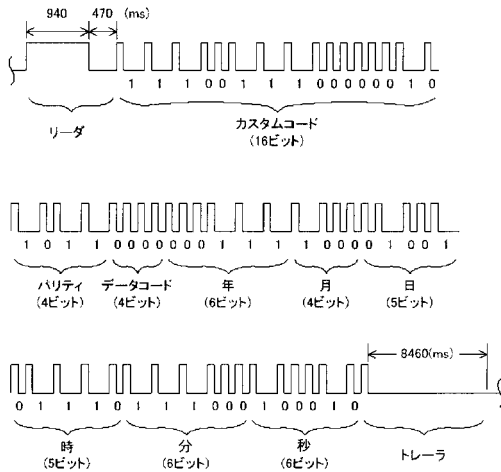 940 470 (ms)
1 1 1 0 0 1 1 1 0 0 0 0 0 0 1 0
リーダ カスタムコード
(16ビット)
1 0 1 1 0 0 0 0 0 0 0 1 1 1 1 0 0 0 0 1 0 0 1
パリティ データコード 年 月 日
(4ビット) (4ビット) (6ビット) (4ビット) (5ビット)
8460(ms)
0 1 1 1 0 1 1 1 0 0 0 1 0 0 0 1 0
時 分 秒 トレーラ
(5ビット) (6ビット) (6ビット)